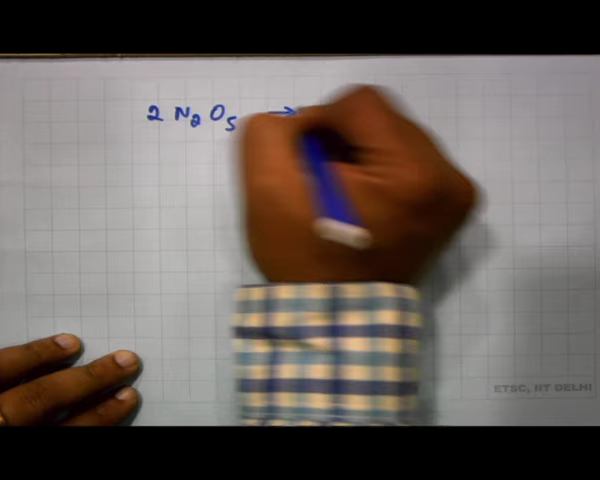 2 N₂O₅ →
ETSC, IIT DELHI